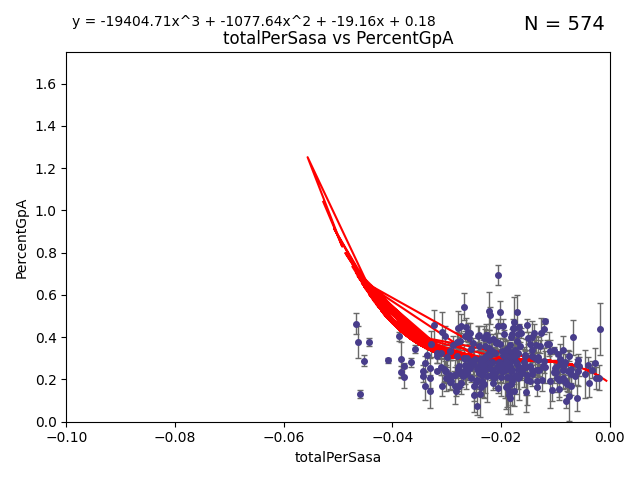 y = -19404.71x^3 + -1077.64x^2 + -19.16x + 0.18
N = 574
totalPerSasa vs PercentGpA
1.6
1.4
1.2
1.0
0.8
0.6
0.4
0.2
0.0
PercentGpA
−0.10 −0.08 −0.06 −0.04 −0.02 0.00
totalPerSasa